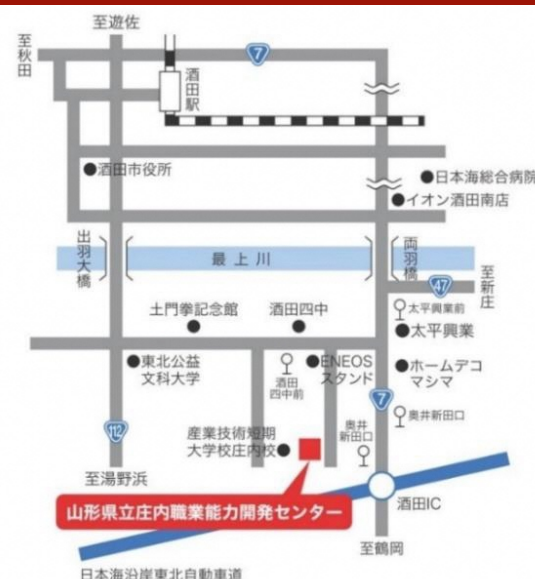 至遊佐
至秋田
7
酒田駅
酒田市役所
日本海総合病院
イオン酒田南店
出羽大橋
最上川
両羽橋
47
至新庄
土門拳記念館
酒田四中
太平興業前
太平興業
東北公益
文科大学
酒田
四中前
ENEOS
スタンド
ホームデコ
マシマ
7
奥井新田口
112
産業技術短期
大学校庄内校
奥井
新田口
至湯野浜
山形県立庄内職業能力開発センター
酒田IC
至鶴岡
日本海沿岸東北自動車道